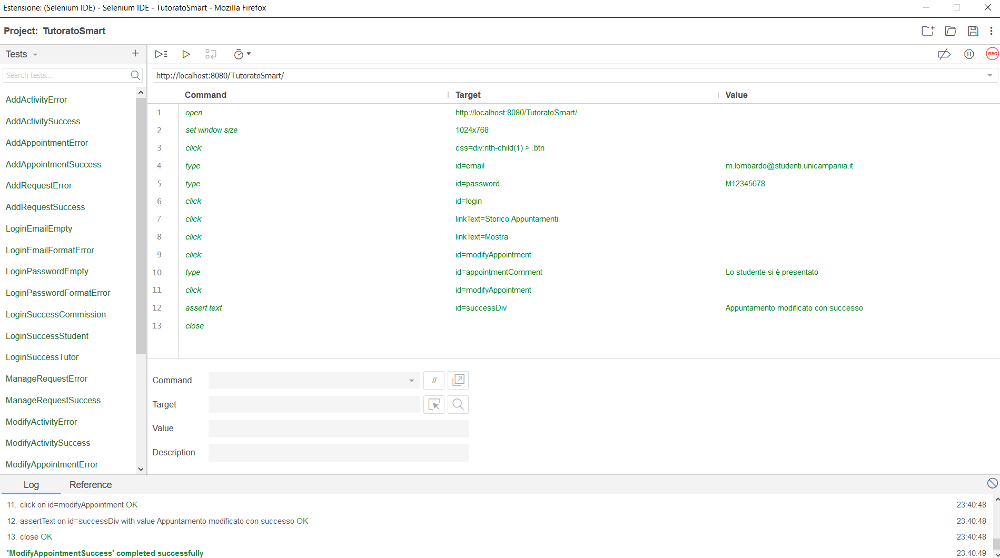 Estensione: (Selenium IDE) - Selenium IDE - TutoratoSmart - Mozilla Firefox
Project: TutoratoSmart
Tests
REC
Search tests...
http://localhost:8080/TutoratoSmart/
AddActivityError
AddActivitySuccess
AddAppointmentError
AddAppointmentSuccess
AddRequestError
AddRequestSuccess
LoginEmailEmpty
LoginEmailFormatError
LoginPasswordEmpty
LoginPasswordFormatError
LoginSuccessCommission
LoginSuccessStudent
LoginSuccessTutor
ManageRequestError
ManageRequestSuccess
ModifyActivityError
ModifyActivitySuccess
ModifyAppointmentError
Command Target Value
1 open http://localhost:8080/TutoratoSmart/
2 set window size 1024x768
3 click css=div:nth-child(1) > .btn
4 type id=email m.lombardo@studenti.unicampania.it
5 type id=password M12345678
6 click id=login
7 click linkText=Storico Appuntamenti
8 click linkText=Mostra
9 click id=modifyAppointment
10 type id=appointmentComment Lo studente si è presentato
11 click id=modifyAppointment
12 assert text id=successDiv Appuntamento modificato con successo
13 close
Command //
Target
Value
Description
Log Reference
11. click on id=modifyAppointment OK 23:40:48
12. assertText on id=successDiv with value Appuntamento modificato con successo OK 23:40:48
13. close OK 23:40:48
'ModifyAppointmentSuccess' completed successfully 23:40:49